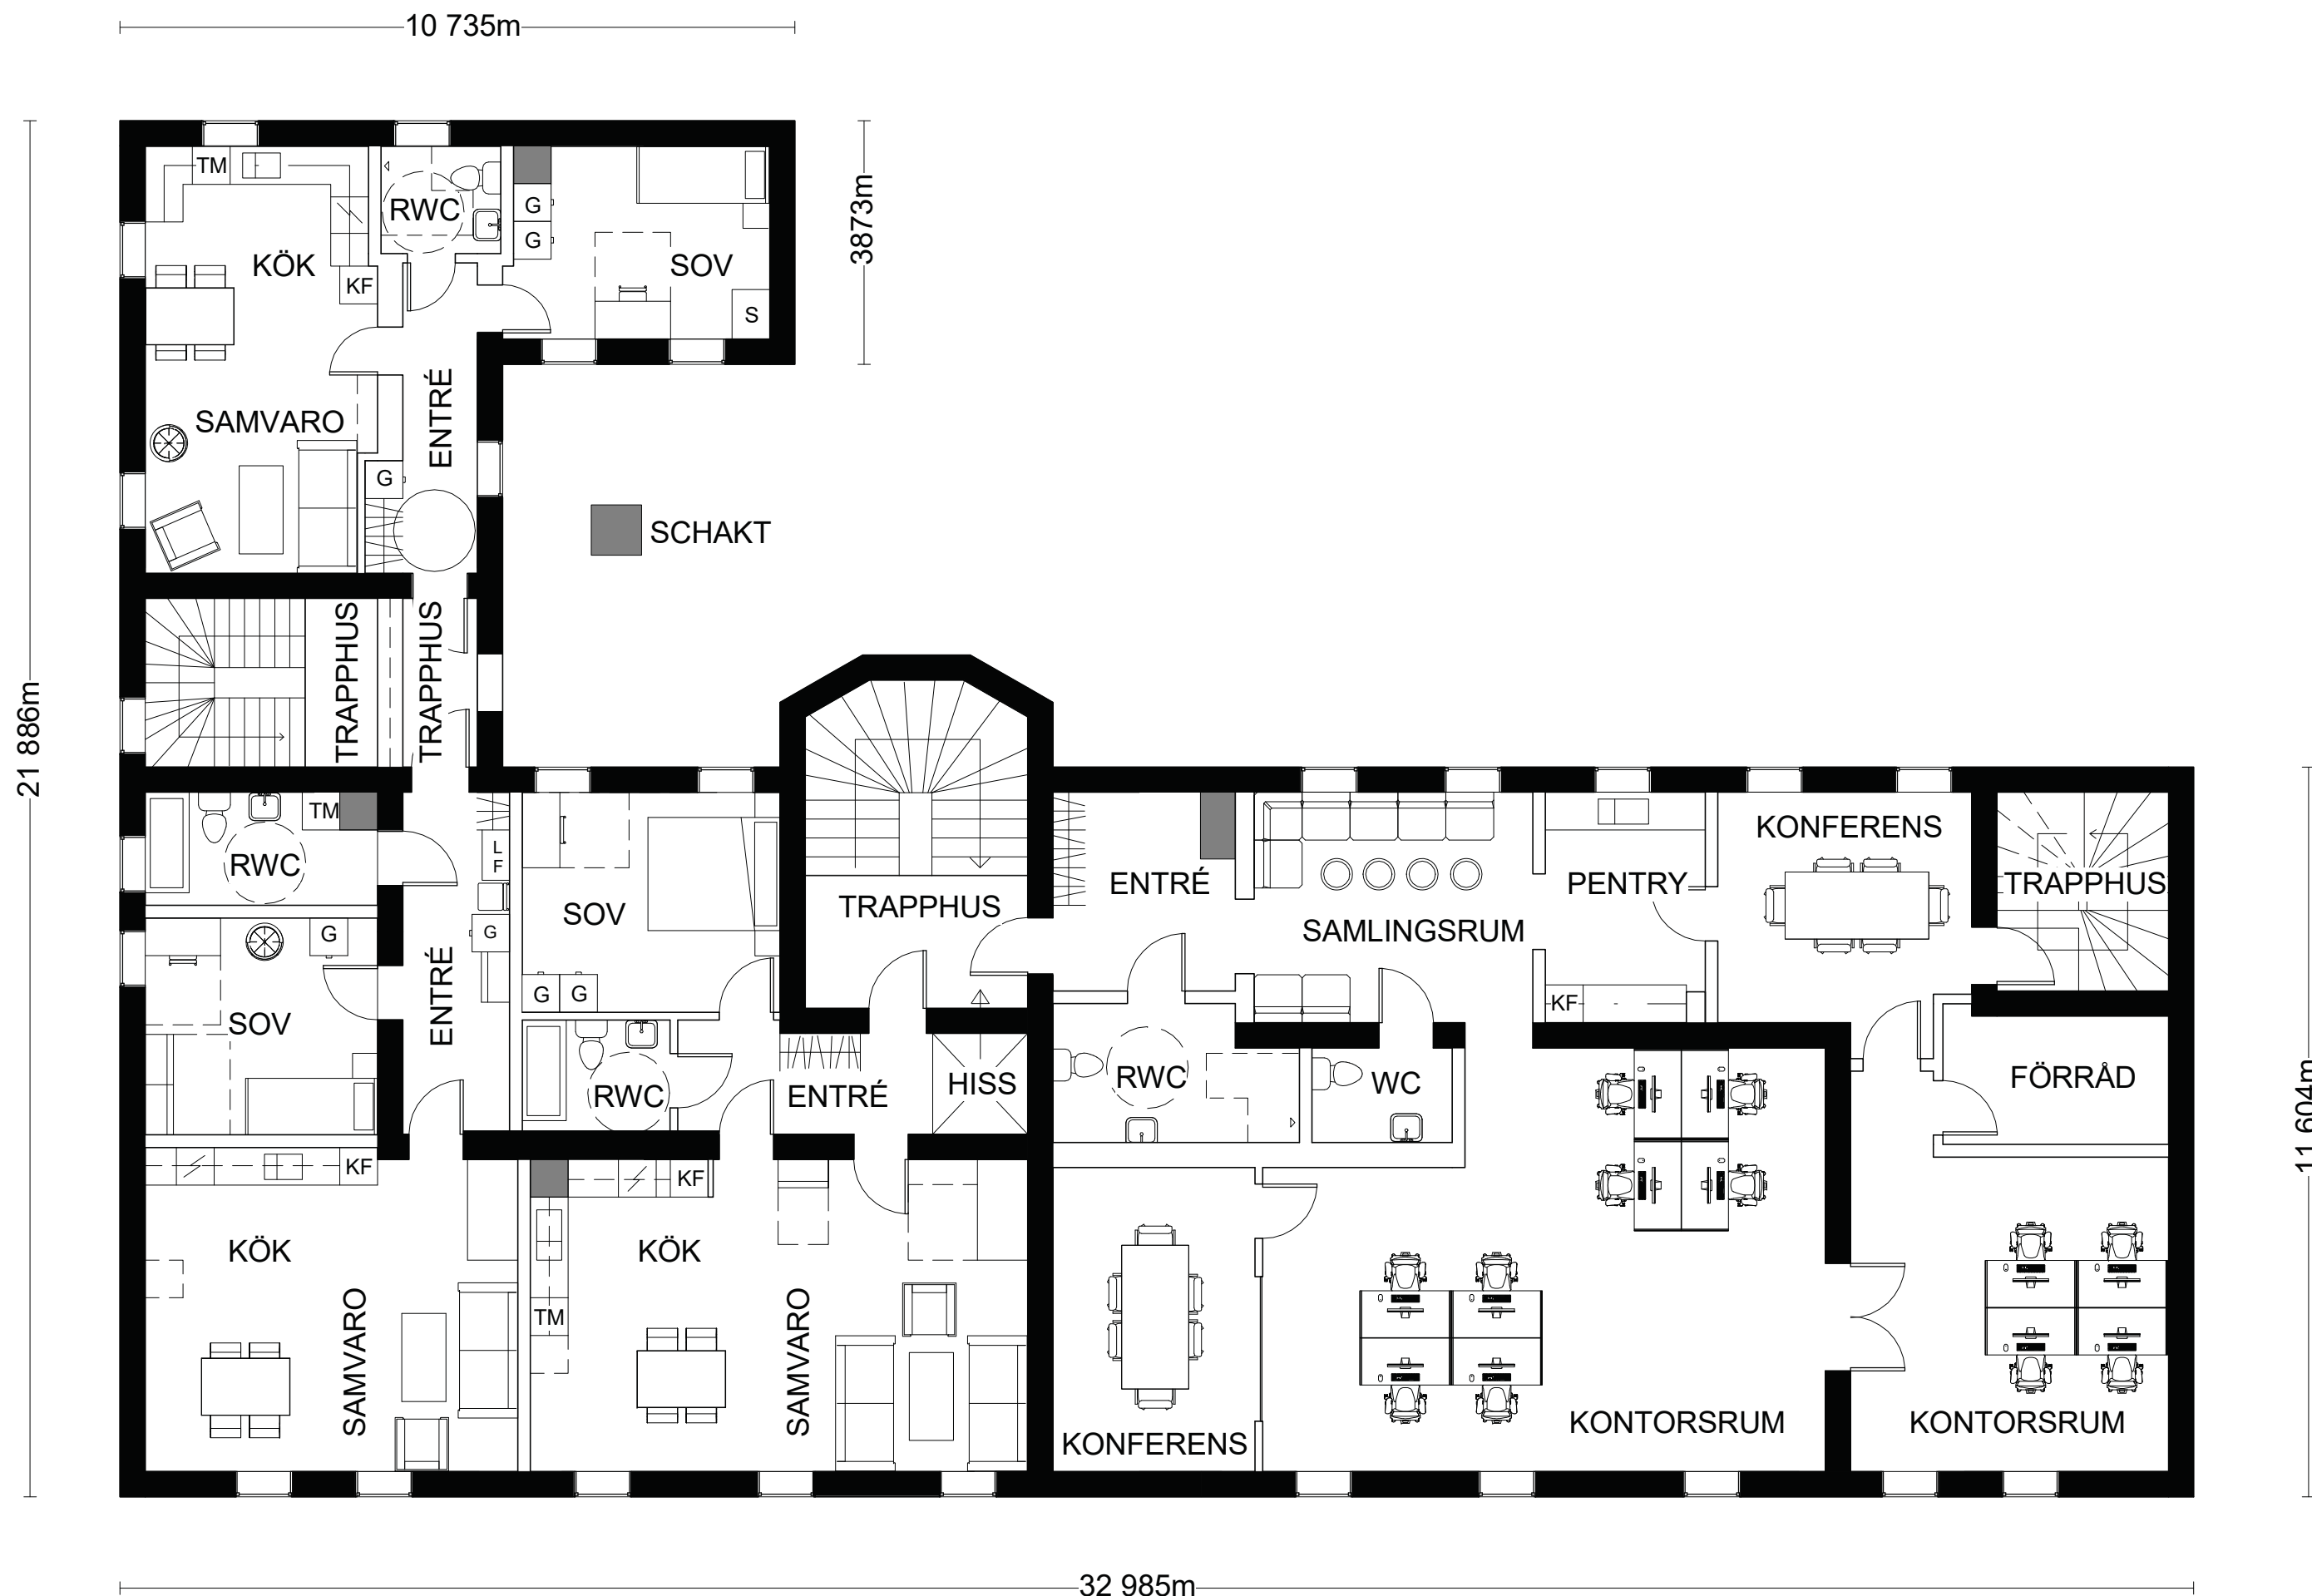 10 735m
TM
RWC
G
G
SOV
3873m
KÖK
KF
S
ENTRÉ
SAMVARO
G
SCHAKT
TRAPPHUS
TRAPPHUS
21 886m
TM
RWC
L
F
SOV
TRAPPHUS
ENTRÉ
SAMLINGSRUM
PENTRY
KONFERENS
TRAPPHUS
G
G
SOV
ENTRÉ
G
G
KF
RWC
ENTRÉ
HISS
RWC
WC
FÖRRÅD
11 604m
KF
KF
KÖK
KÖK
TM
SAMVARO
SAMVARO
KONFERENS
KONTORSRUM
KONTORSRUM
32 985m